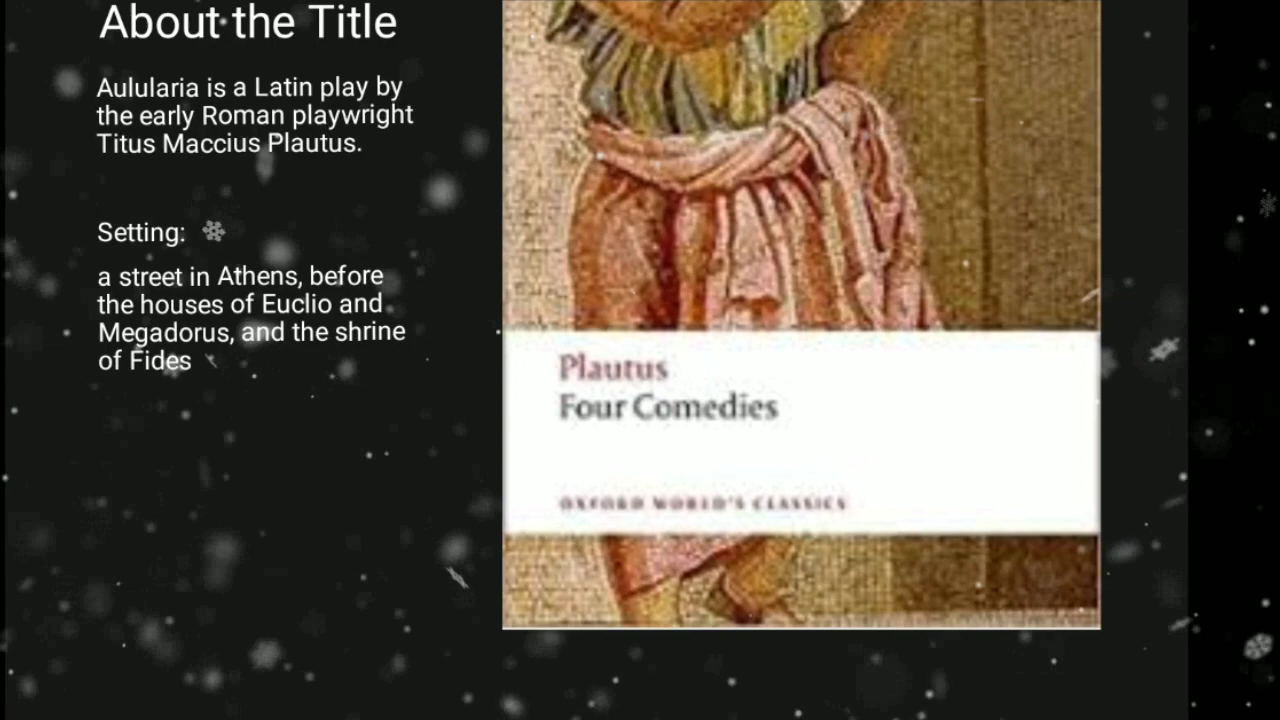 About the Title
Aulularia is a Latin play by
the early Roman playwright
Titus Maccius Plautus.
Setting:
a street in Athens, before
the houses of Euclio and
Megadorus, and the shrine
of Fides
Plautus
Four Comedies
OXFORD WORLD'S CLASSICS